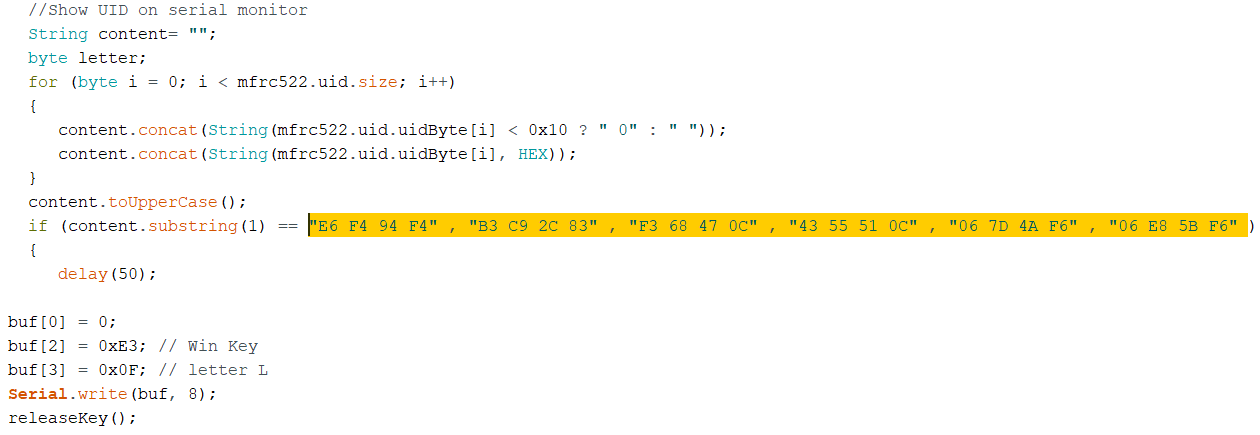 //Show UID on serial monitor
String content= "";
byte letter;
for (byte i = 0; i < mfrc522.uid.size; i++)
{
content.concat(String(mfrc522.uid.uidByte[i] < 0x10 ? " 0" : " "));
content.concat(String(mfrc522.uid.uidByte[i], HEX));
}
content.toUpperCase();
if (content.substring(1) == "E6 F4 94 F4" , "B3 C9 2C 83" , "F3 68 47 0C" , "43 55 51 0C" , "06 7D 4A F6" , "06 E8 5B F6" )
{
delay(50);
buf[0] = 0;
buf[2] = 0xE3; // Win Key
buf[3] = 0x0F; // letter L
Serial.write(buf, 8);
releaseKey();